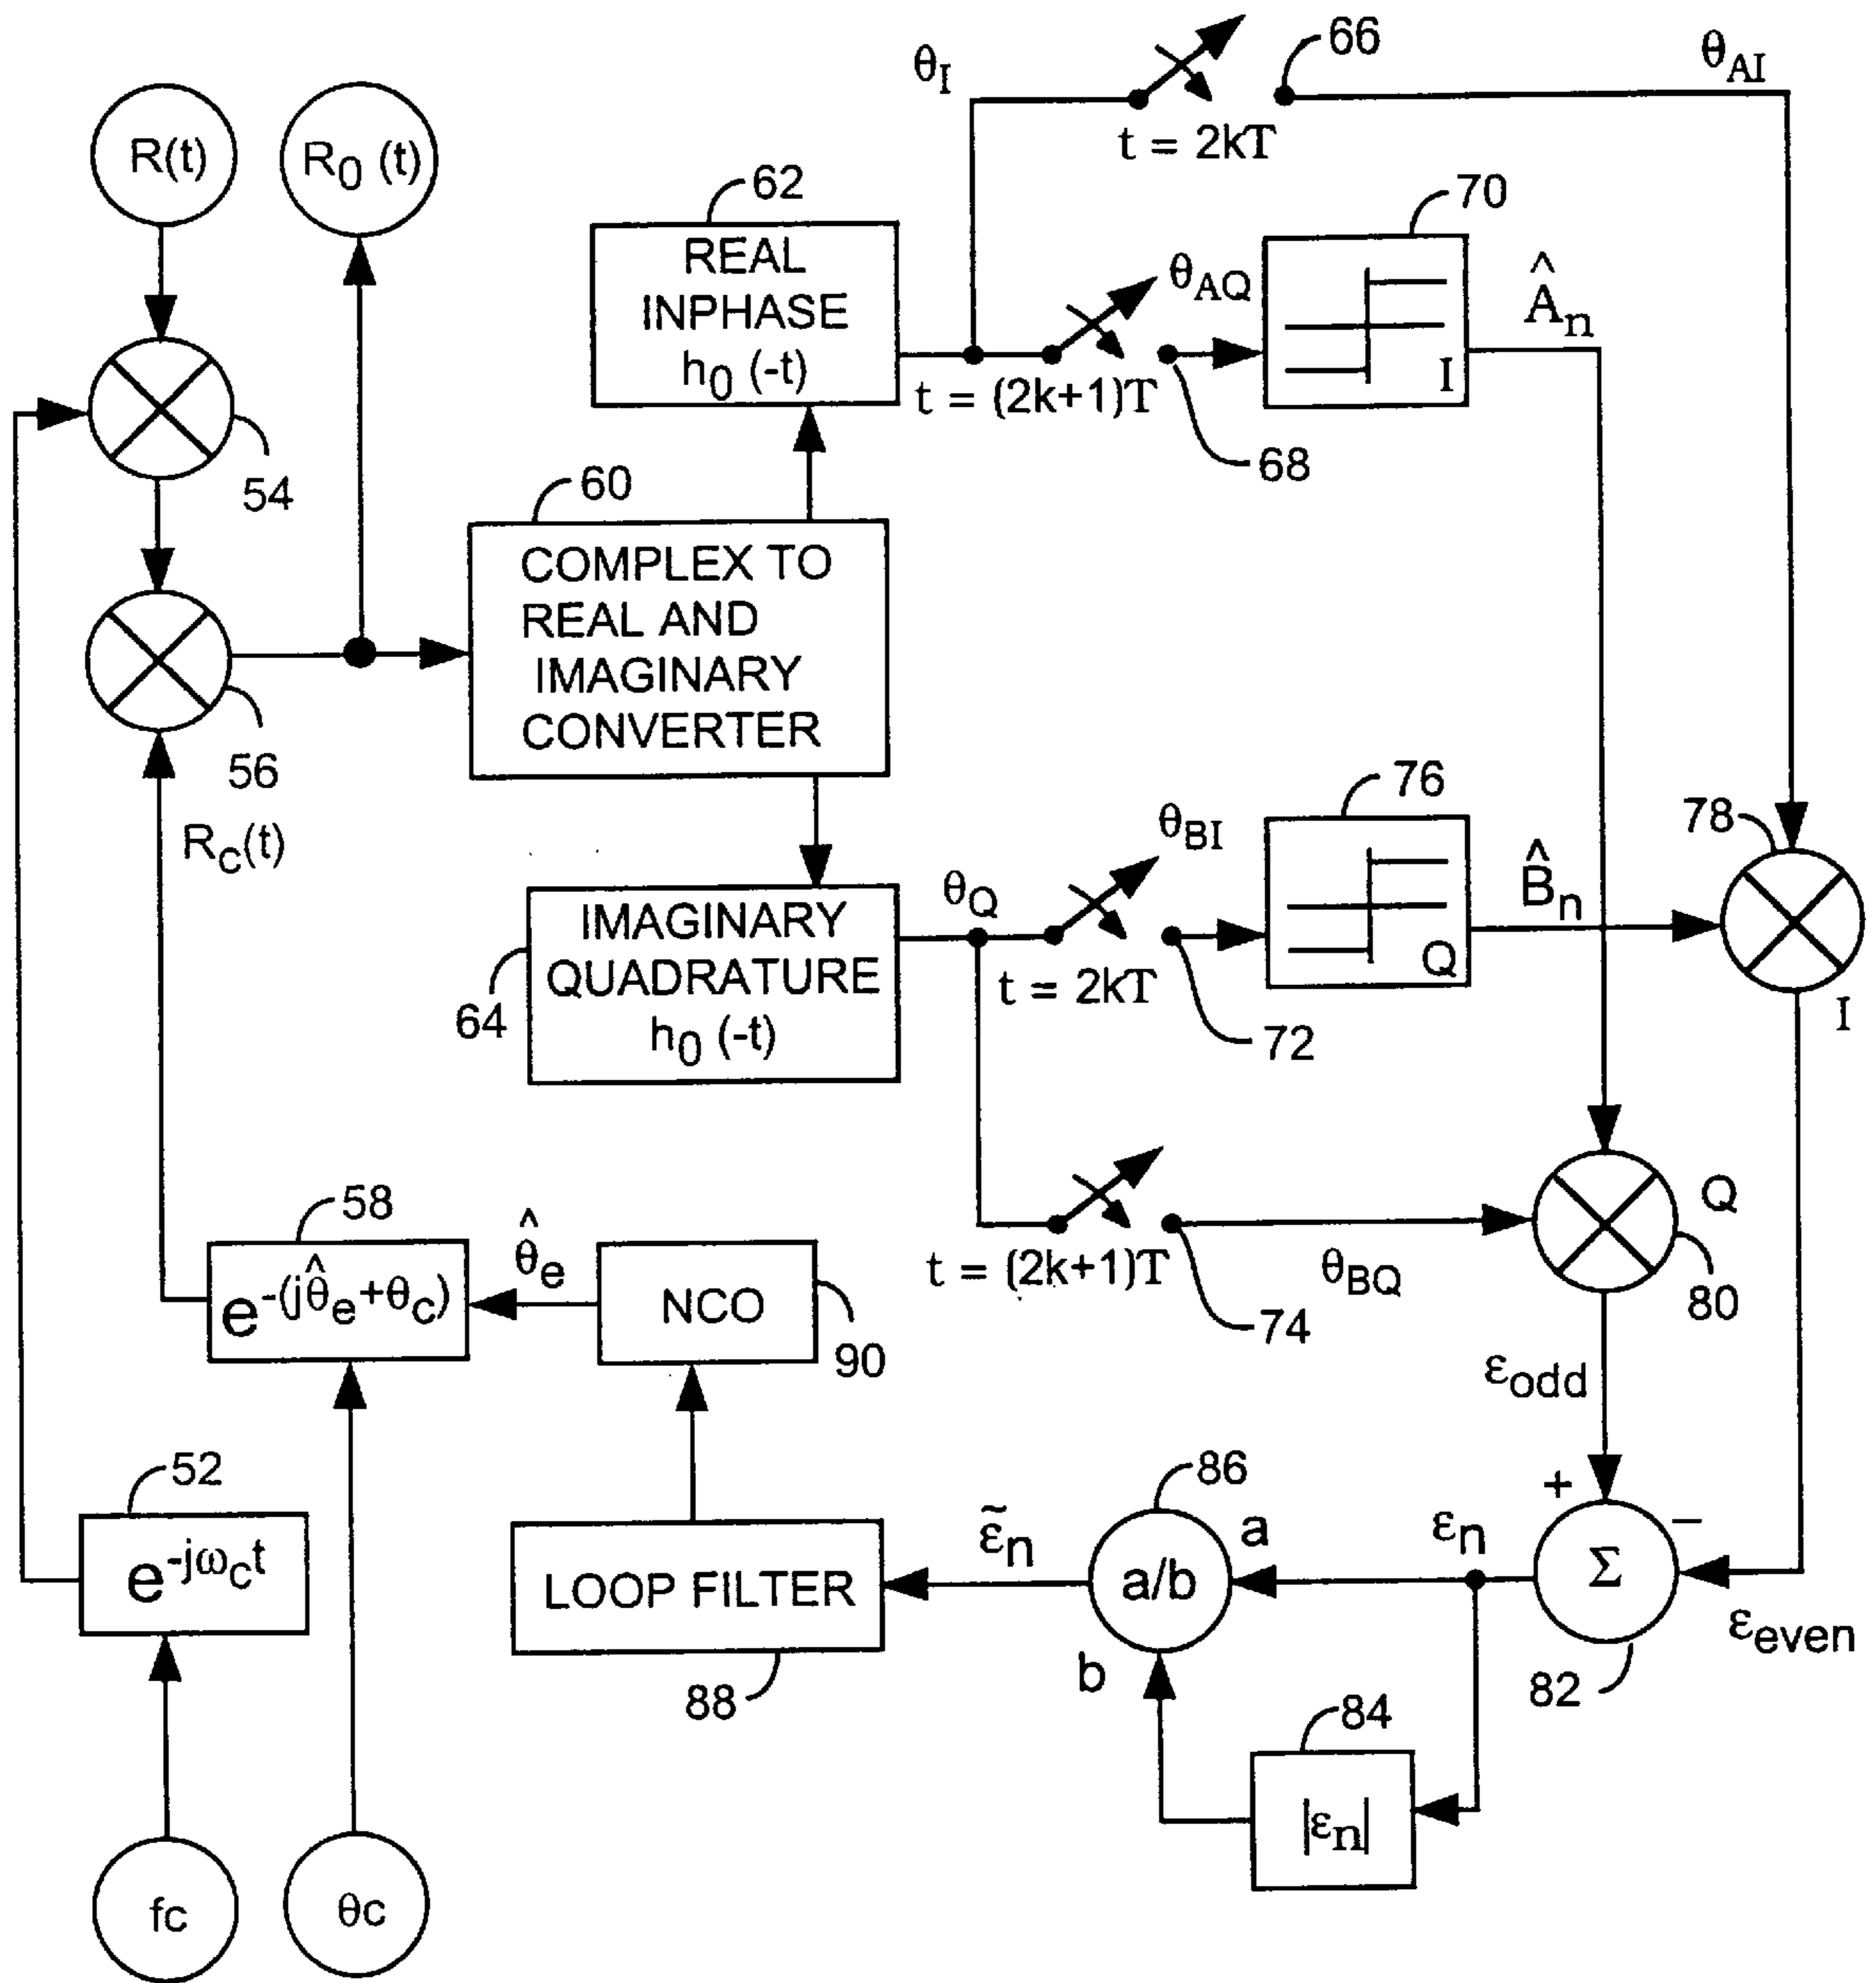 R(t)
R0 (t)
θI
66
θAI
t = 2kT
62
REAL
INPHASE
h0 (-t)
θAQ
70
I
Ân
t = (2k+1)T
68
54
60
COMPLEX TO
REAL AND
IMAGINARY
CONVERTER
56
RC(t)
64
IMAGINARY
QUADRATURE
h0 (-t)
θQ
θBI
76
Q
B̂n
78
I
t = 2kT
72
t = (2k+1)T
74
θBQ
Q
80
58
e-(jθ̂e+θc)
θ̂e
NCO
90
εodd
52
e-jωct
LOOP FILTER
88
ε̃n
86
a/b
a
b
εn
+
−
Σ
82
εeven
84
|εn|
fc
θc